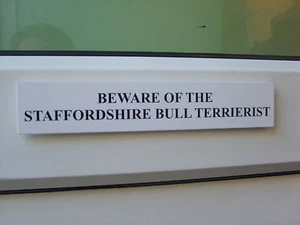 BEWARE OF THE
STAFFORDSHIRE BULL TERRIERIST